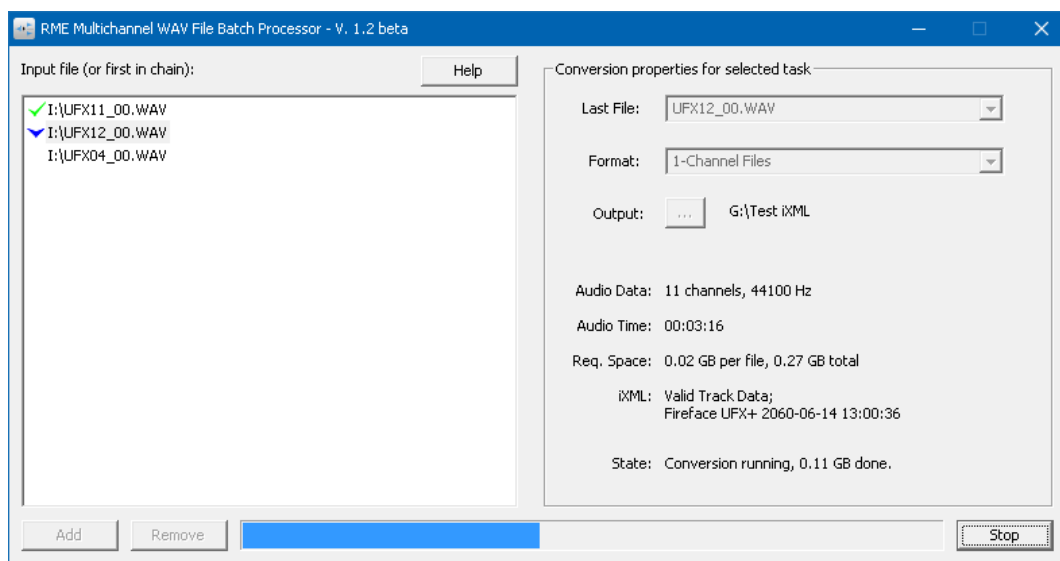 RME Multichannel WAV File Batch Processor - V. 1.2 beta
Input file (or first in chain):
Help
I:\UFX11_00.WAV
I:\UFX12_00.WAV
I:\UFX04_00.WAV
Conversion properties for selected task
Last File: UFX12_00.WAV
Format: 1-Channel Files
Output: ... G:\Test iXML
Audio Data: 11 channels, 44100 Hz
Audio Time: 00:03:16
Req. Space: 0.02 GB per file, 0.27 GB total
iXML: Valid Track Data;
Fireface UFX+ 2060-06-14 13:00:36
State: Conversion running, 0.11 GB done.
Add Remove Stop